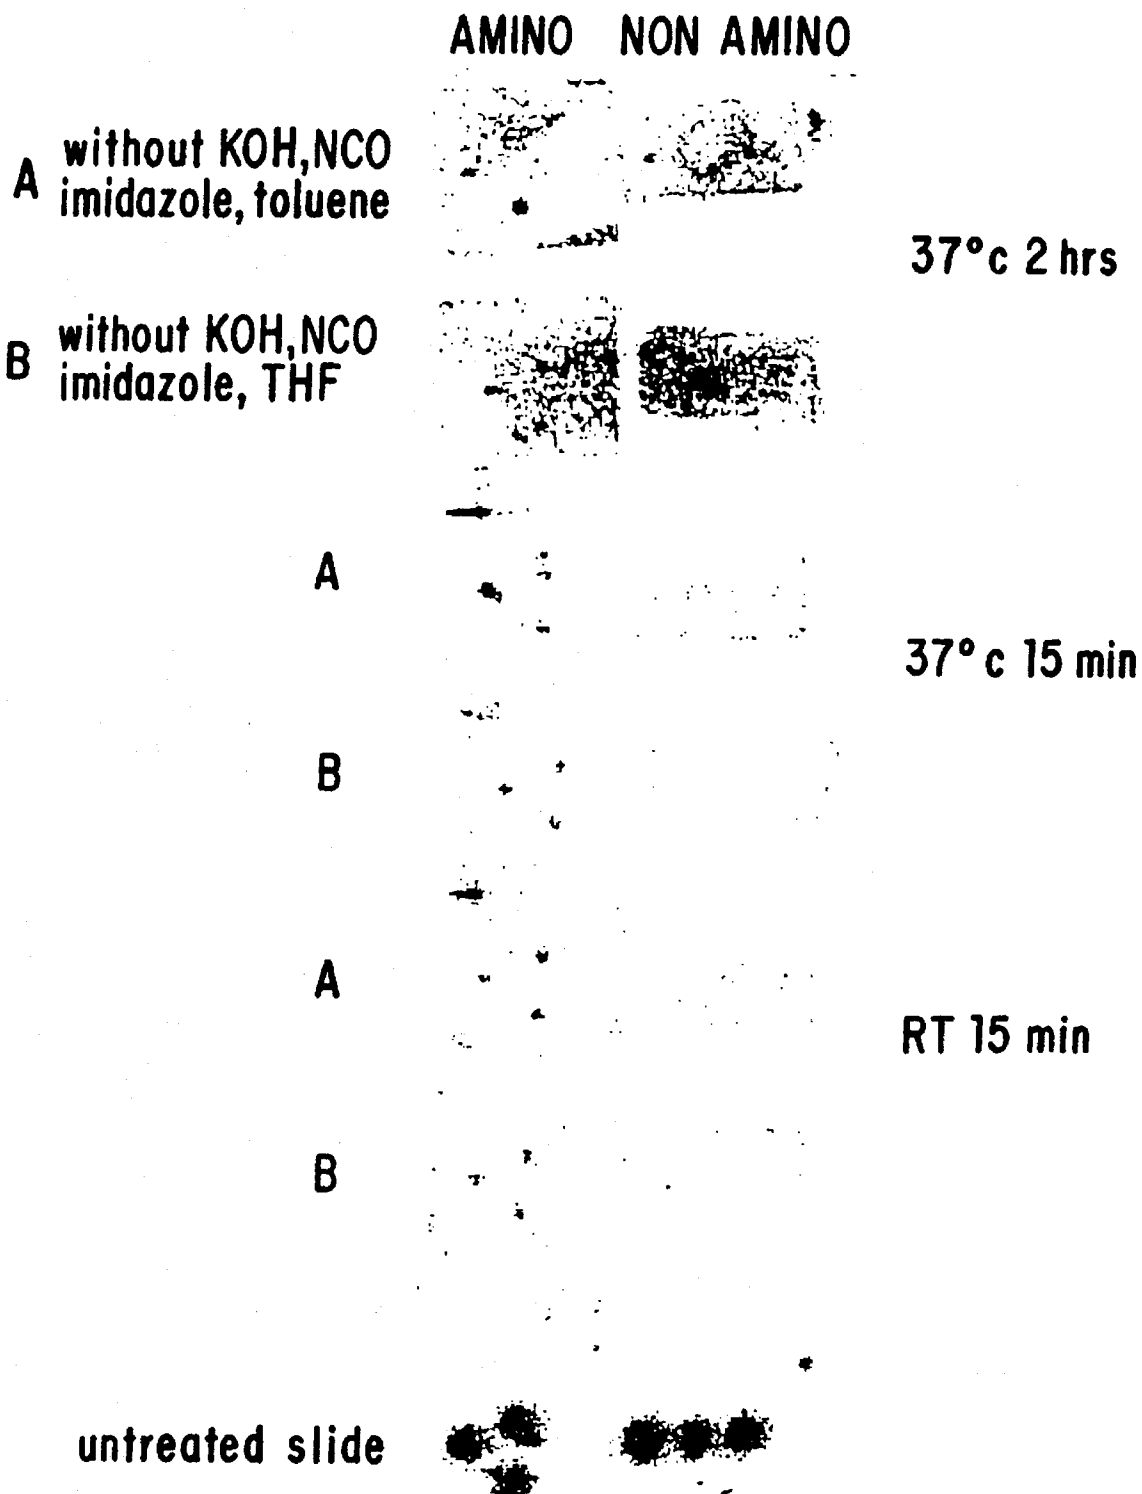 AMINO NON AMINO
A without KOH,NCO
imidazole, toluene
37°c 2 hrs
B without KOH,NCO
imidazole, THF
A
37°c 15 min
B
A
RT 15 min
B
untreated slide